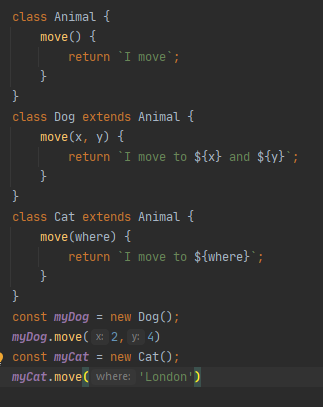 class Animal {
    move() {
        return `I move`;
    }
}
class Dog extends Animal {
    move(x, y) {
        return `I move to ${x} and ${y}`;
    }
}
class Cat extends Animal {
    move(where) {
        return `I move to ${where}`;
    }
}
const myDog = new Dog();
myDog.move( x: 2, y: 4)
const myCat = new Cat();
myCat.move( where: 'London')